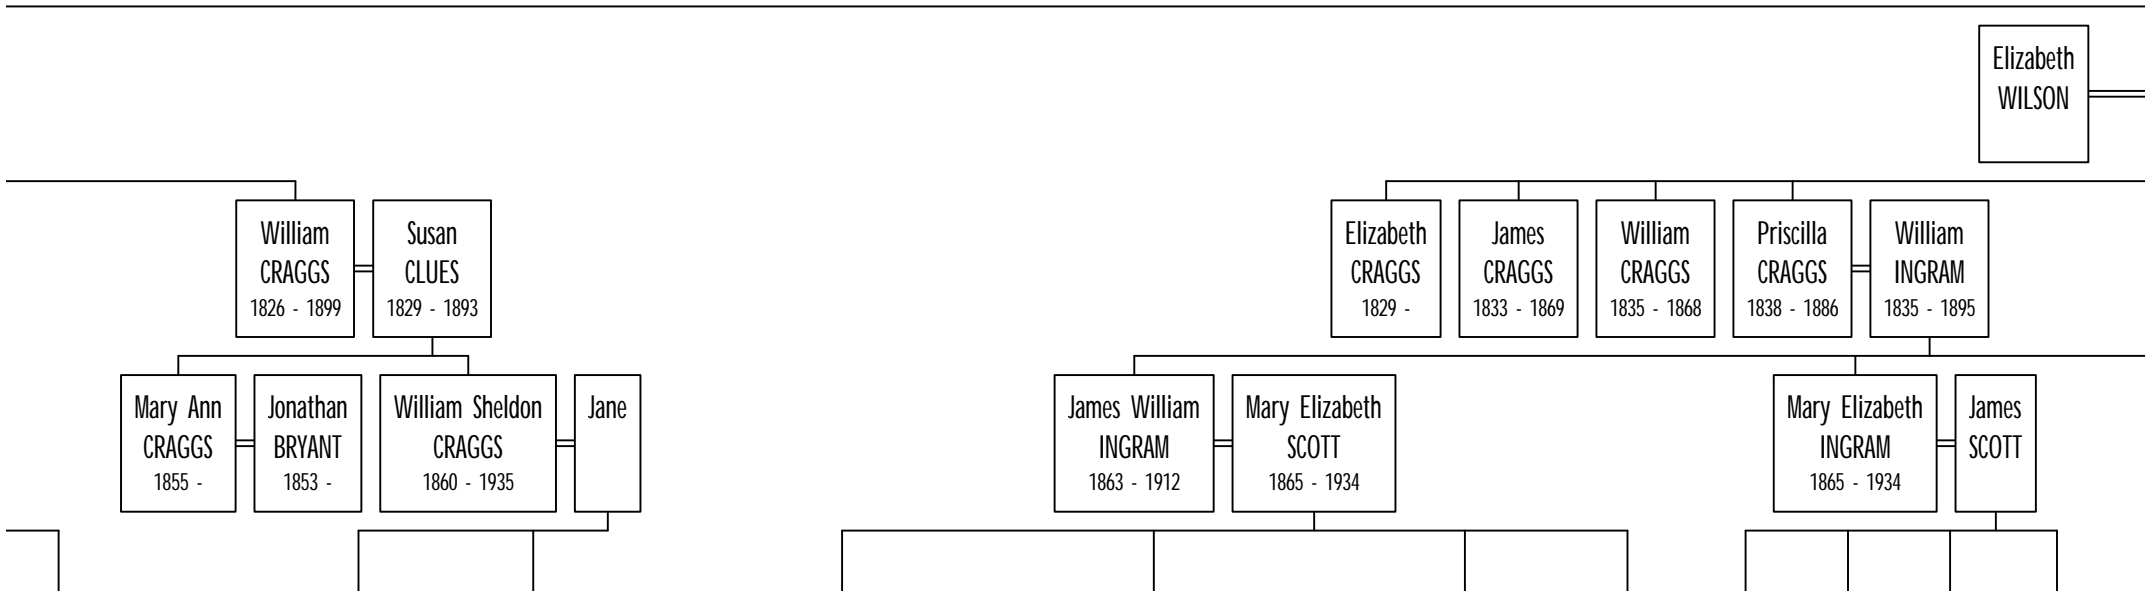 Elizabeth
WILSON
William
CRAGGS
1826 - 1899
Susan
CLUES
1829 - 1893
Elizabeth
CRAGGS
1829 -
James
CRAGGS
1833 - 1869
William
CRAGGS
1835 - 1868
Priscilla
CRAGGS
1838 - 1886
William
INGRAM
1835 - 1895
Mary Ann
CRAGGS
1855 -
Jonathan
BRYANT
1853 -
William Sheldon
CRAGGS
1860 - 1935
Jane
James William
INGRAM
1863 - 1912
Mary Elizabeth
SCOTT
1865 - 1934
Mary Elizabeth
INGRAM
1865 - 1934
James
SCOTT